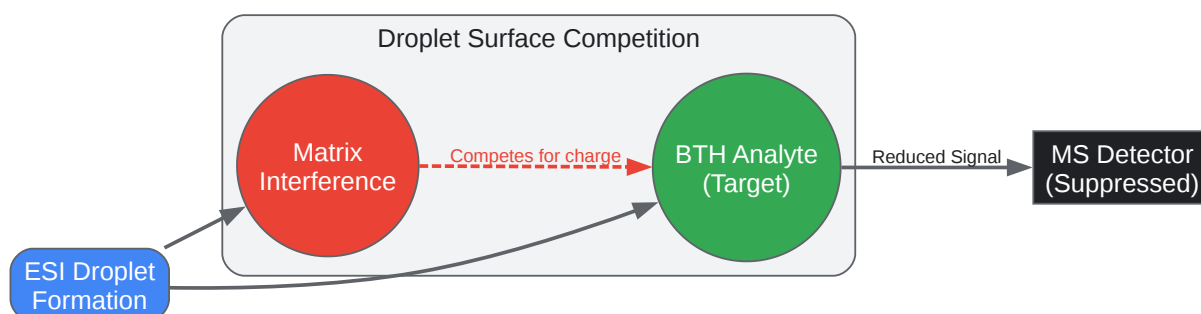 Droplet Surface Competition
Matrix
Interference
Competes for charge
BTH Analyte
(Target)
Reduced Signal
MS Detector
(Suppressed)
ESI Droplet
Formation